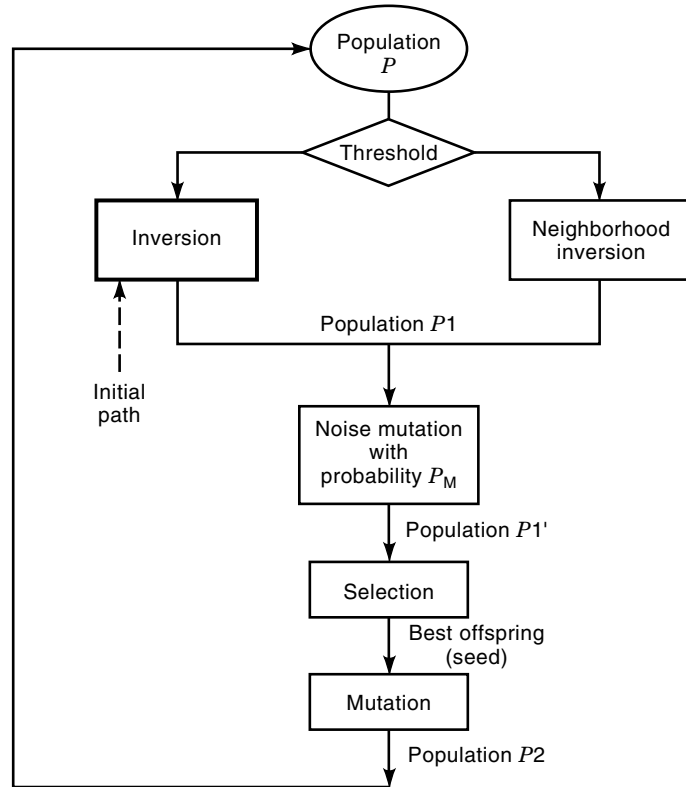 Population
P
Threshold
Inversion
Neighborhood
inversion
Population P1
Initial
path
Noise mutation
with
probability PM
Population P1'
Selection
Best offspring
(seed)
Mutation
Population P2